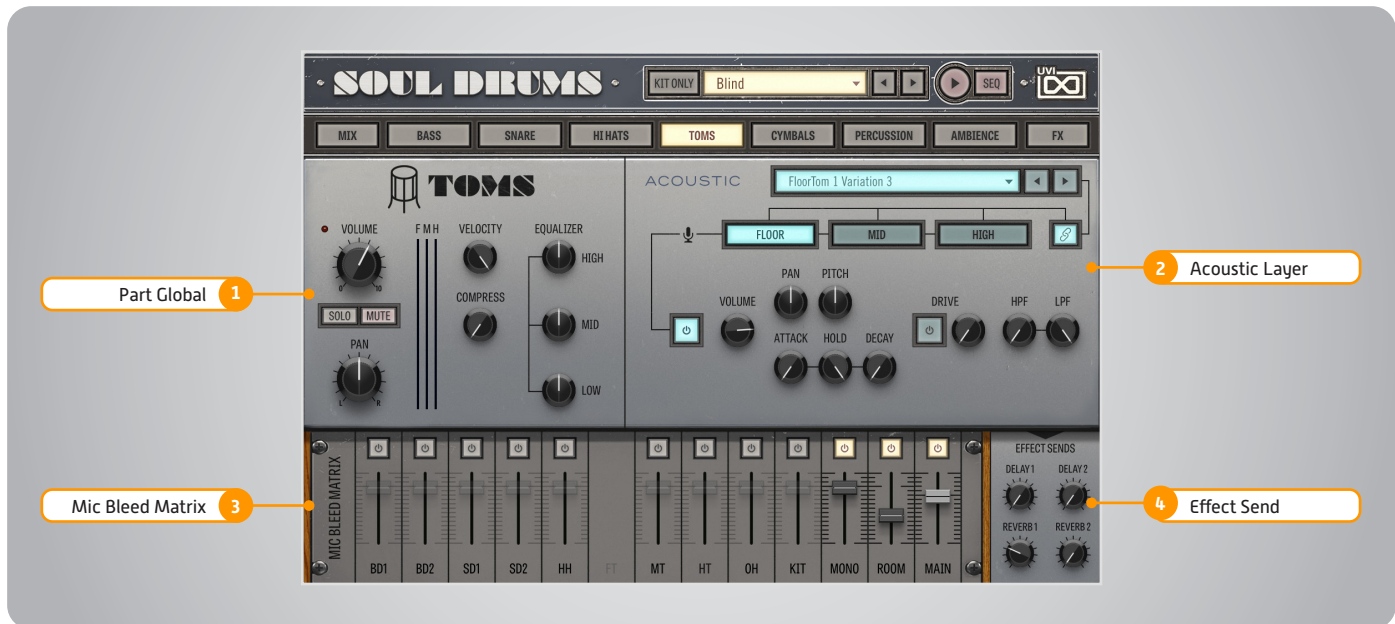 SOUL DRUMS
KIT ONLY Blind SEQ UVI
MIX BASS SNARE HI HATS TOMS CYMBALS PERCUSSION AMBIENCE FX
TOMS
VOLUME
0 10
SOLO MUTE
PAN
L R
F M H
VELOCITY
COMPRESS
EQUALIZER
HIGH
MID
LOW
ACOUSTIC FloorTom 1 Variation 3
FLOOR MID HIGH
VOLUME
PAN PITCH
ATTACK HOLD DECAY
DRIVE HPF LPF
Part Global 1
2 Acoustic Layer
Mic Bleed Matrix 3
4 Effect Send
MIC BLEED MATRIX
BD1 BD2 SD1 SD2 HH FT MT HT OH KIT MONO ROOM MAIN
EFFECT SENDS
DELAY 1 DELAY 2
REVERB 1 REVERB 2